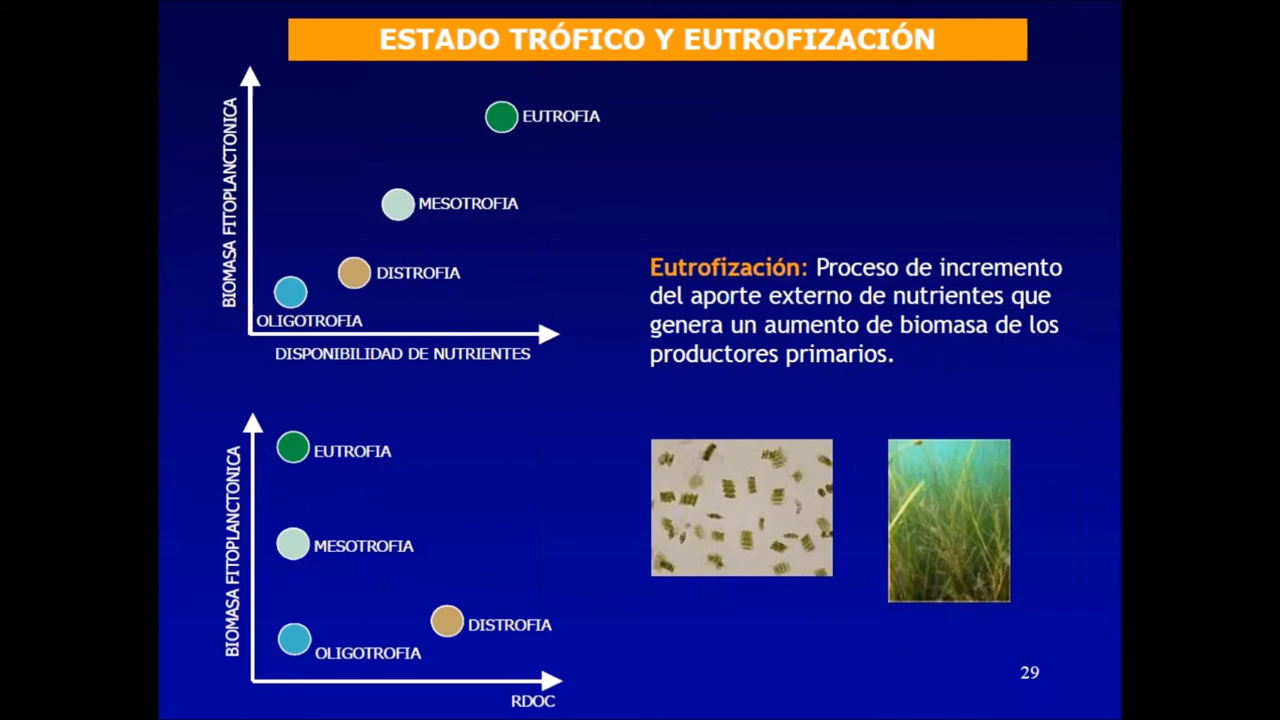 ESTADO TRÓFICO Y EUTROFIZACIÓN
BIOMASA FITOPLANCTONICA
EUTROFIA
MESOTROFIA
DISTROFIA
OLIGOTROFIA
DISPONIBILIDAD DE NUTRIENTES
Eutrofización: Proceso de incremento
del aporte externo de nutrientes que
genera un aumento de biomasa de los
productores primarios.
BIOMASA FITOPLANCTONICA
EUTROFIA
MESOTROFIA
DISTROFIA
OLIGOTROFIA
RDOC
29